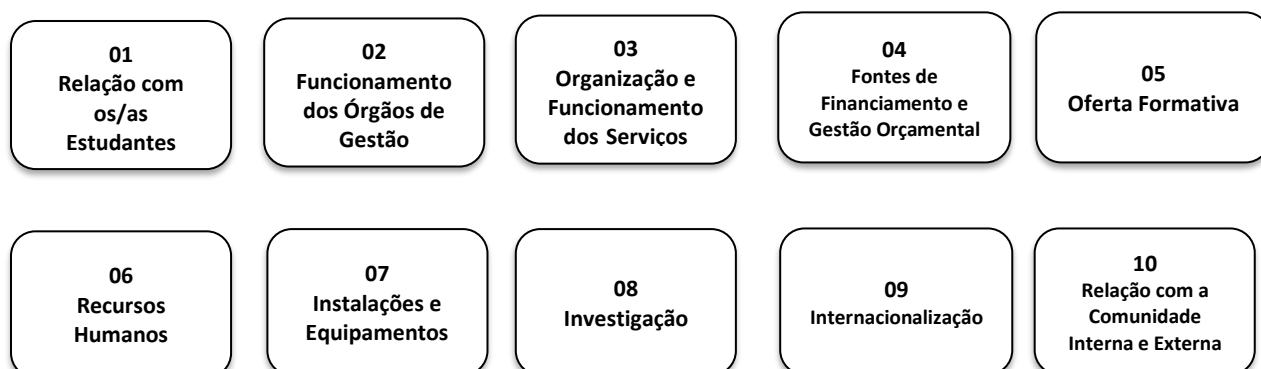 01
Relação com
os/as
Estudantes
02
Funcionamento
dos Órgãos de
Gestão
03
Organização e
Funcionamento
dos Serviços
04
Fontes de
Financiamento e
Gestão Orçamental
05
Oferta Formativa
06
Recursos
Humanos
07
Instalações e
Equipamentos
08
Investigação
09
Internacionalização
10
Relação com a
Comunidade
Interna e Externa